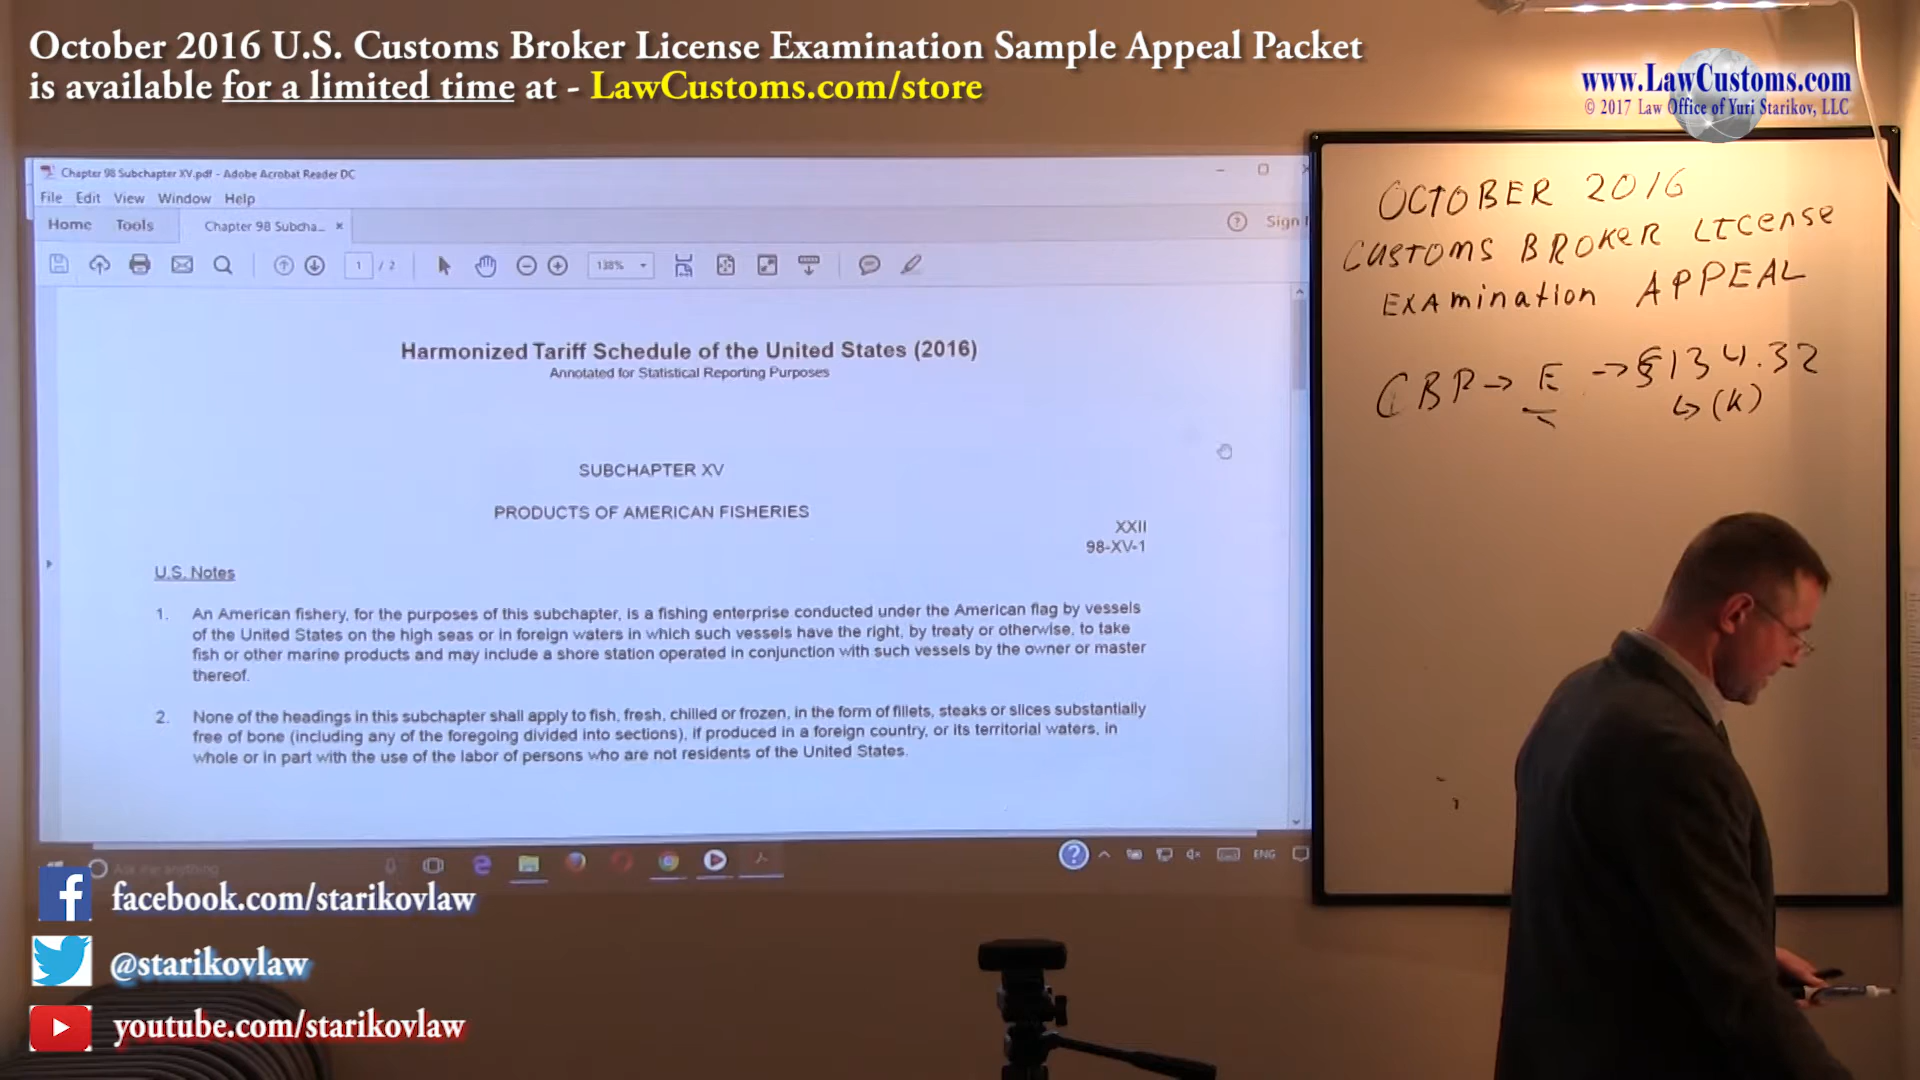 October 2016 U.S. Customs Broker License Examination Sample Appeal Packet
is available for a limited time at - LawCustoms.com/store
www.LawCustoms.com
© 2017 Law Office of Yuri Starikov, LLC
Chapter 98 Subchapter XV.pdf - Adobe Acrobat Reader DC
File Edit View Window Help
Home Tools Chapter 98 Subcha... × Sign
1 / 2 138%
Harmonized Tariff Schedule of the United States (2016)
Annotated for Statistical Reporting Purposes
SUBCHAPTER XV
PRODUCTS OF AMERICAN FISHERIES
XXII
98-XV-1
U.S. Notes
1. An American fishery, for the purposes of this subchapter, is a fishing enterprise conducted under the American flag by vessels
of the United States on the high seas or in foreign waters in which such vessels have the right, by treaty or otherwise, to take
fish or other marine products and may include a shore station operated in conjunction with such vessels by the owner or master
thereof.
2. None of the headings in this subchapter shall apply to fish, fresh, chilled or frozen, in the form of fillets, steaks or slices substantially
free of bone (including any of the foregoing divided into sections), if produced in a foreign country, or its territorial waters, in
whole or in part with the use of the labor of persons who are not residents of the United States.
Ask me anything
ENG
OCTOBER 2016
CUSTOMS BROKER LICENSE
EXAMINATION APPEAL
CBP → E → §134.32
↳ (K)
facebook.com/starikovlaw
@starikovlaw
youtube.com/starikovlaw